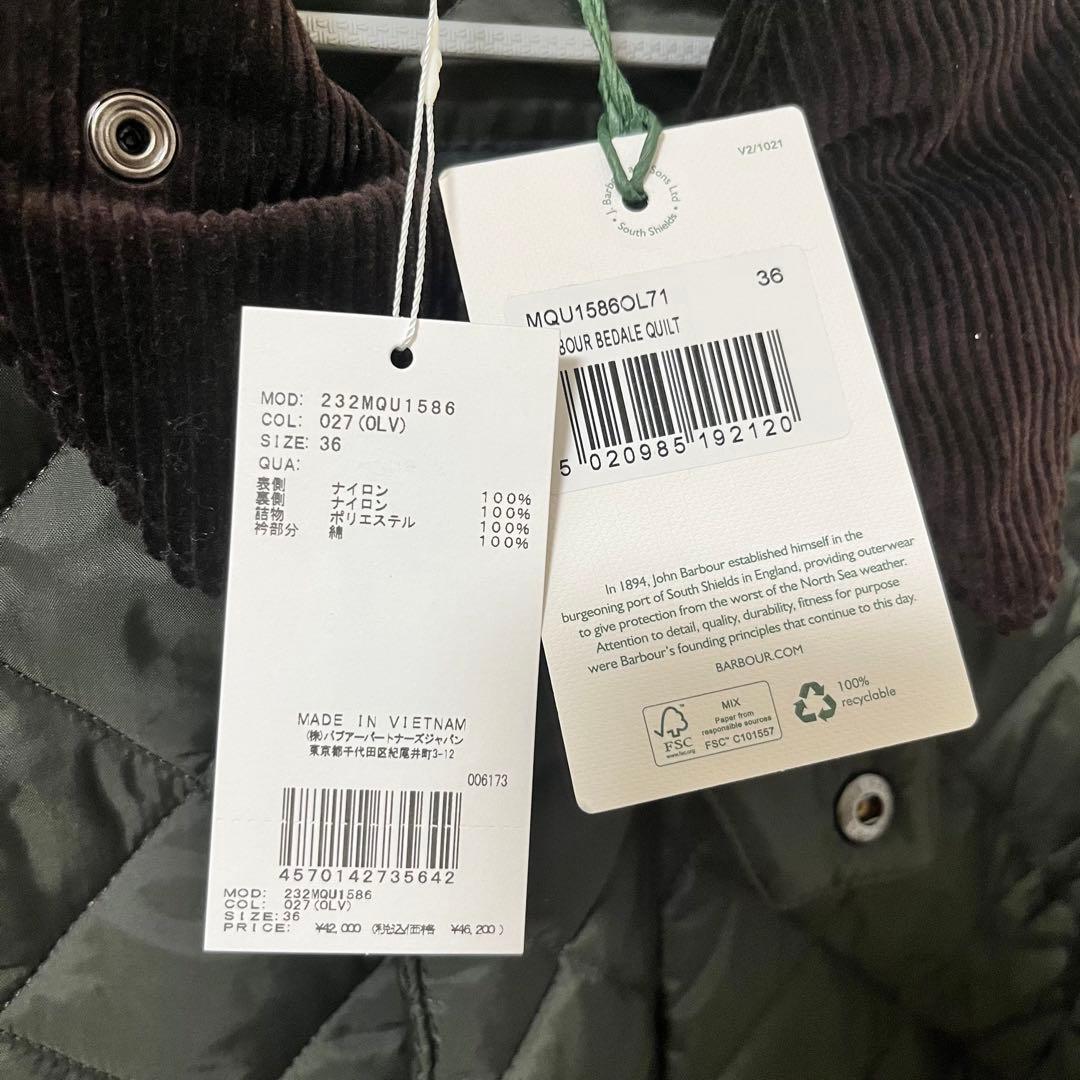 MOD: 232MQU1586
COL: 027(OLV)
SIZE: 36
QUA:
表側 ナイロン 100%
裏側 ナイロン 100%
詰物 ポリエステル 100%
衿部分 綿 100%
MADE IN VIETNAM
(株)バブアーパートナーズジャパン
東京都千代田区紀尾井町3-12
006173
4570142735642
MOD: 232MQU1586
COL: 027(OLV)
SIZE:36
PRICE: ¥42,000 (税込価格 ¥46,200)
V2/1021
J. Barb Sons Ltd
• South Shields •
36
MQU1586OL71
BOUR BEDALE QUILT
5 020985 192120
In 1894, John Barbour established himself in the
burgeoning port of South Shields in England, providing outerwear
to give protection from the worst of the North Sea weather.
Attention to detail, quality, durability, fitness for purpose
were Barbour's founding principles that continue to this day.
BARBOUR.COM
FSC
www.fsc.org
MIX
Paper from
responsible sources
FSC™ C101557
100%
recyclable